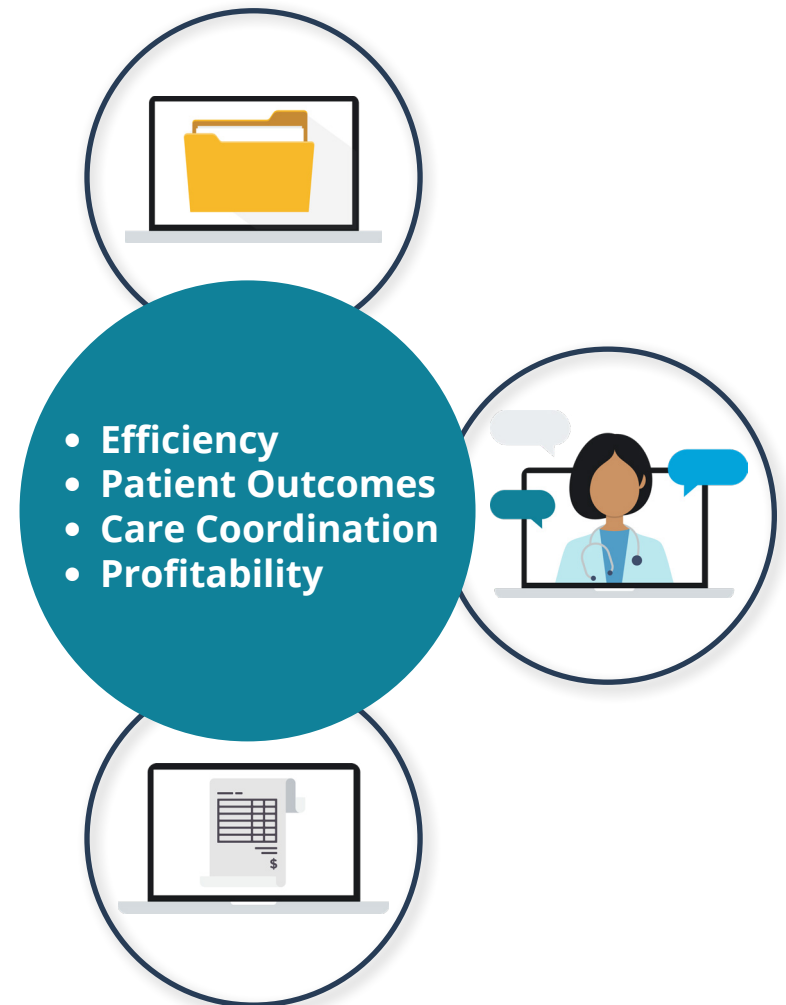 • Efficiency
• Patient Outcomes
• Care Coordination
• Profitability
$